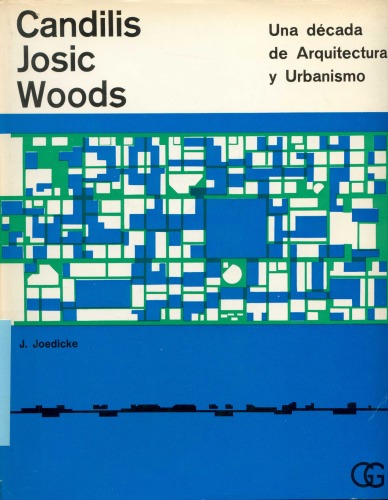 Candilis
Josic
Woods
Una década
de Arquitectura
y Urbanismo
J. Joedicke
GG